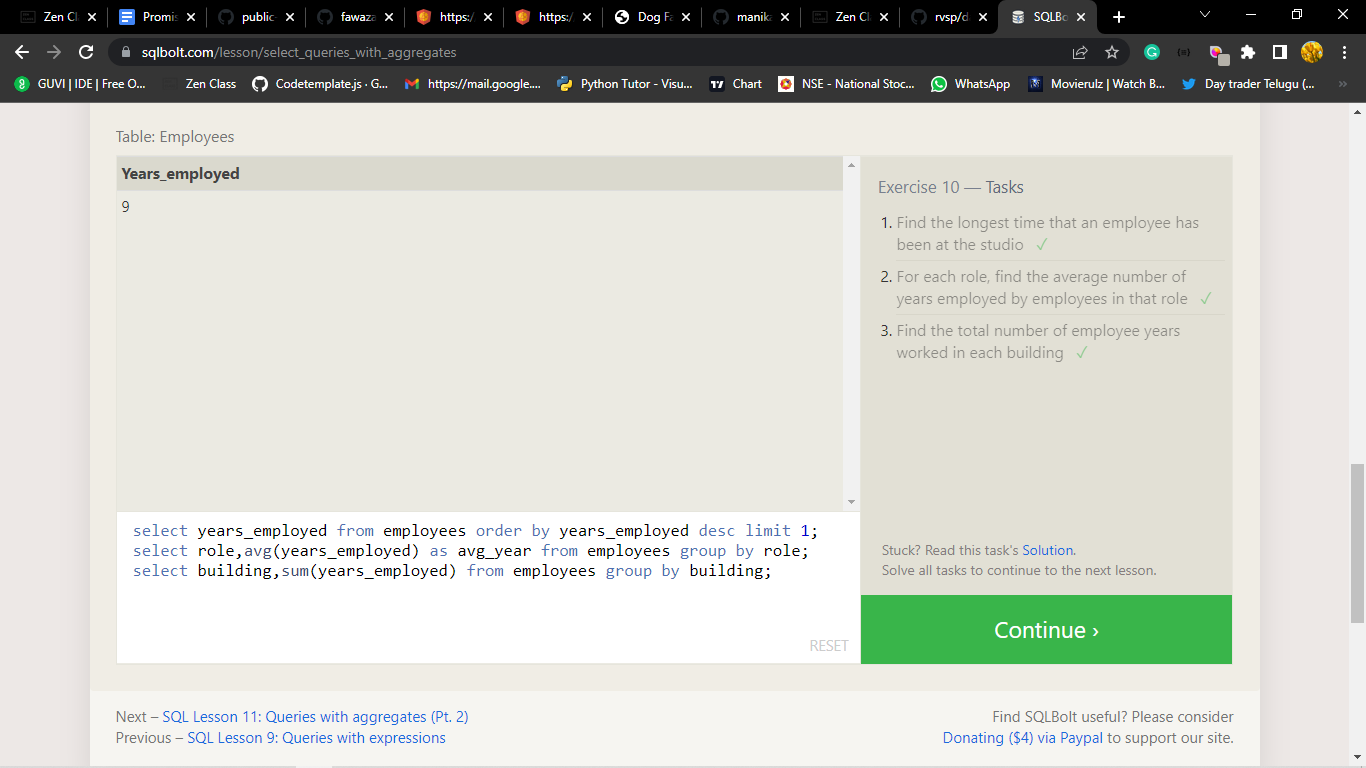 Zen Cl
Promis
public-
fawaza
https:/
https:/
Dog Fa
manika
Zen Cl
rvsp/d
SQLBo
sqlbolt.com/lesson/select_queries_with_aggregates
GUVI | IDE | Free O...
Zen Class
Codetemplate.js · G...
https://mail.google....
Python Tutor - Visu...
Chart
NSE - National Stoc...
WhatsApp
Movierulz | Watch B...
Day trader Telugu (...
»
Table: Employees
Years_employed
9
Exercise 10 — Tasks
1. Find the longest time that an employee has
been at the studio ✓
2. For each role, find the average number of
years employed by employees in that role ✓
3. Find the total number of employee years
worked in each building ✓
select years_employed from employees order by years_employed desc limit 1;
select role,avg(years_employed) as avg_year from employees group by role;
select building,sum(years_employed) from employees group by building;
RESET
Stuck? Read this task's Solution.
Solve all tasks to continue to the next lesson.
Continue ›
Next – SQL Lesson 11: Queries with aggregates (Pt. 2)
Previous – SQL Lesson 9: Queries with expressions
Find SQLBolt useful? Please consider
Donating ($4) via Paypal to support our site.